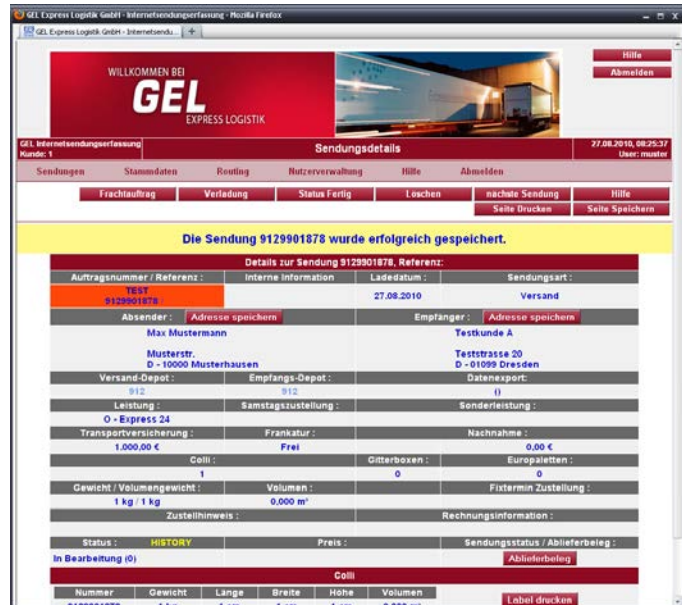 GEL Express Logistik GmbH - Internetsendungserfassung - Mozilla Firefox
GEL Express Logistik GmbH - Internetsendu...
Hilfe
Abmelden
WILLKOMMEN BEI
GEL
EXPRESS LOGISTIK
GEL Internetsendungserfassung
Kunde: 1
Sendungsdetails
27.08.2010, 08:25:37
User: muster
Sendungen Stammdaten Routing Nutzerverwaltung Hilfe Abmelden
Frachtauftrag Verladung Status Fertig Löschen nächste Sendung Hilfe
Seite Drucken Seite Speichern
Die Sendung 9129901878 wurde erfolgreich gespeichert.
Details zur Sendung 9129901878, Referenz:
Auftragsnummer / Referenz : Interne Information Ladedatum : Sendungsart :
TEST
9129901878 /
27.08.2010 Versand
Absender : Adresse speichern Empfänger : Adresse speichern
Max Mustermann Testkunde A
Musterstr. Teststrasse 20
D - 10000 Musterhausen D - 01099 Dresden
Versand-Depot : Empfangs-Depot : Datenexport:
912 912 ()
Leistung : Samstagszustellung : Sonderleistung :
O - Express 24
Transportversicherung : Frankatur : Nachnahme :
1.000,00 € Frei 0,00 €
Colli : Gitterboxen : Europaletten :
1 0 0
Gewicht / Volumengewicht : Volumen : Fixtermin Zustellung :
1 kg / 1 kg 0,000 m³
Zustellhinweis : Rechnungsinformation :
Status : HISTORY Preis : Sendungsstatus / Ablieferbeleg :
In Bearbeitung (0) Ablieferbeleg
Colli
Nummer Gewicht Länge Breite Höhe Volumen
Label drucken